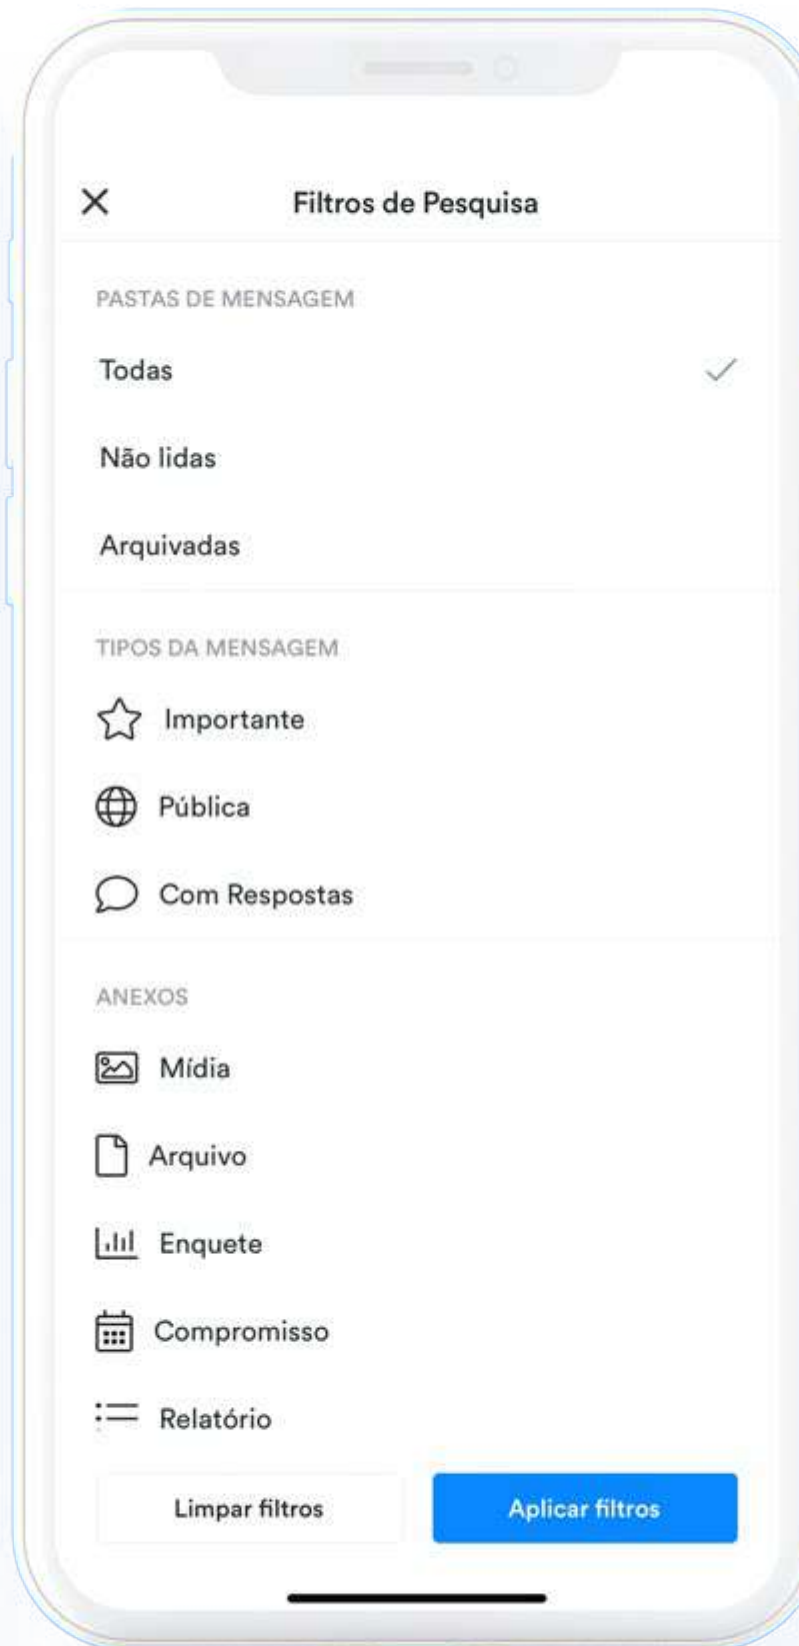 Filtros de Pesquisa
PASTAS DE MENSAGEM
Todas
Não lidas
Arquivadas
TIPOS DA MENSAGEM
Importante
Pública
Com Respostas
ANEXOS
Mídia
Arquivo
Enquete
Compromisso
Relatório
Limpar filtros
Aplicar filtros